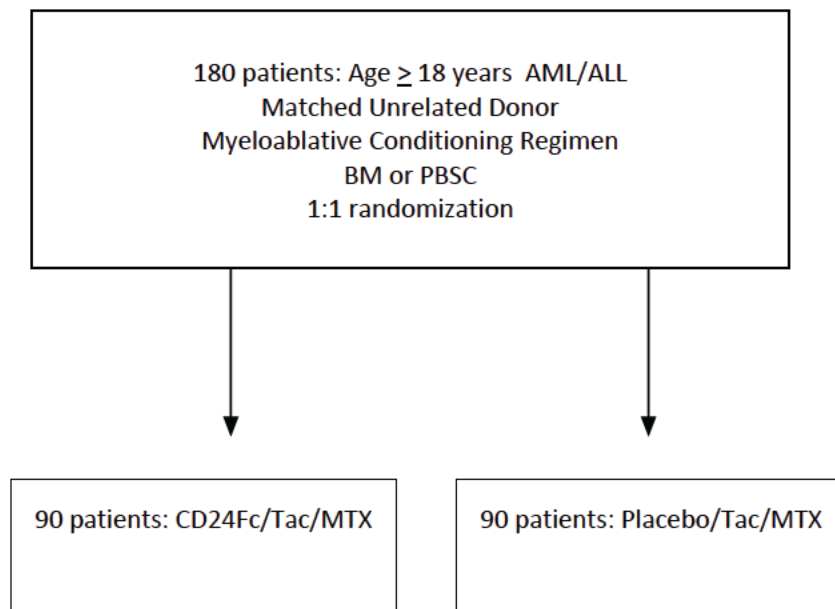 180 patients: Age ≥ 18 years AML/ALL
Matched Unrelated Donor
Myeloablative Conditioning Regimen
BM or PBSC
1:1 randomization
90 patients: CD24Fc/Tac/MTX
90 patients: Placebo/Tac/MTX